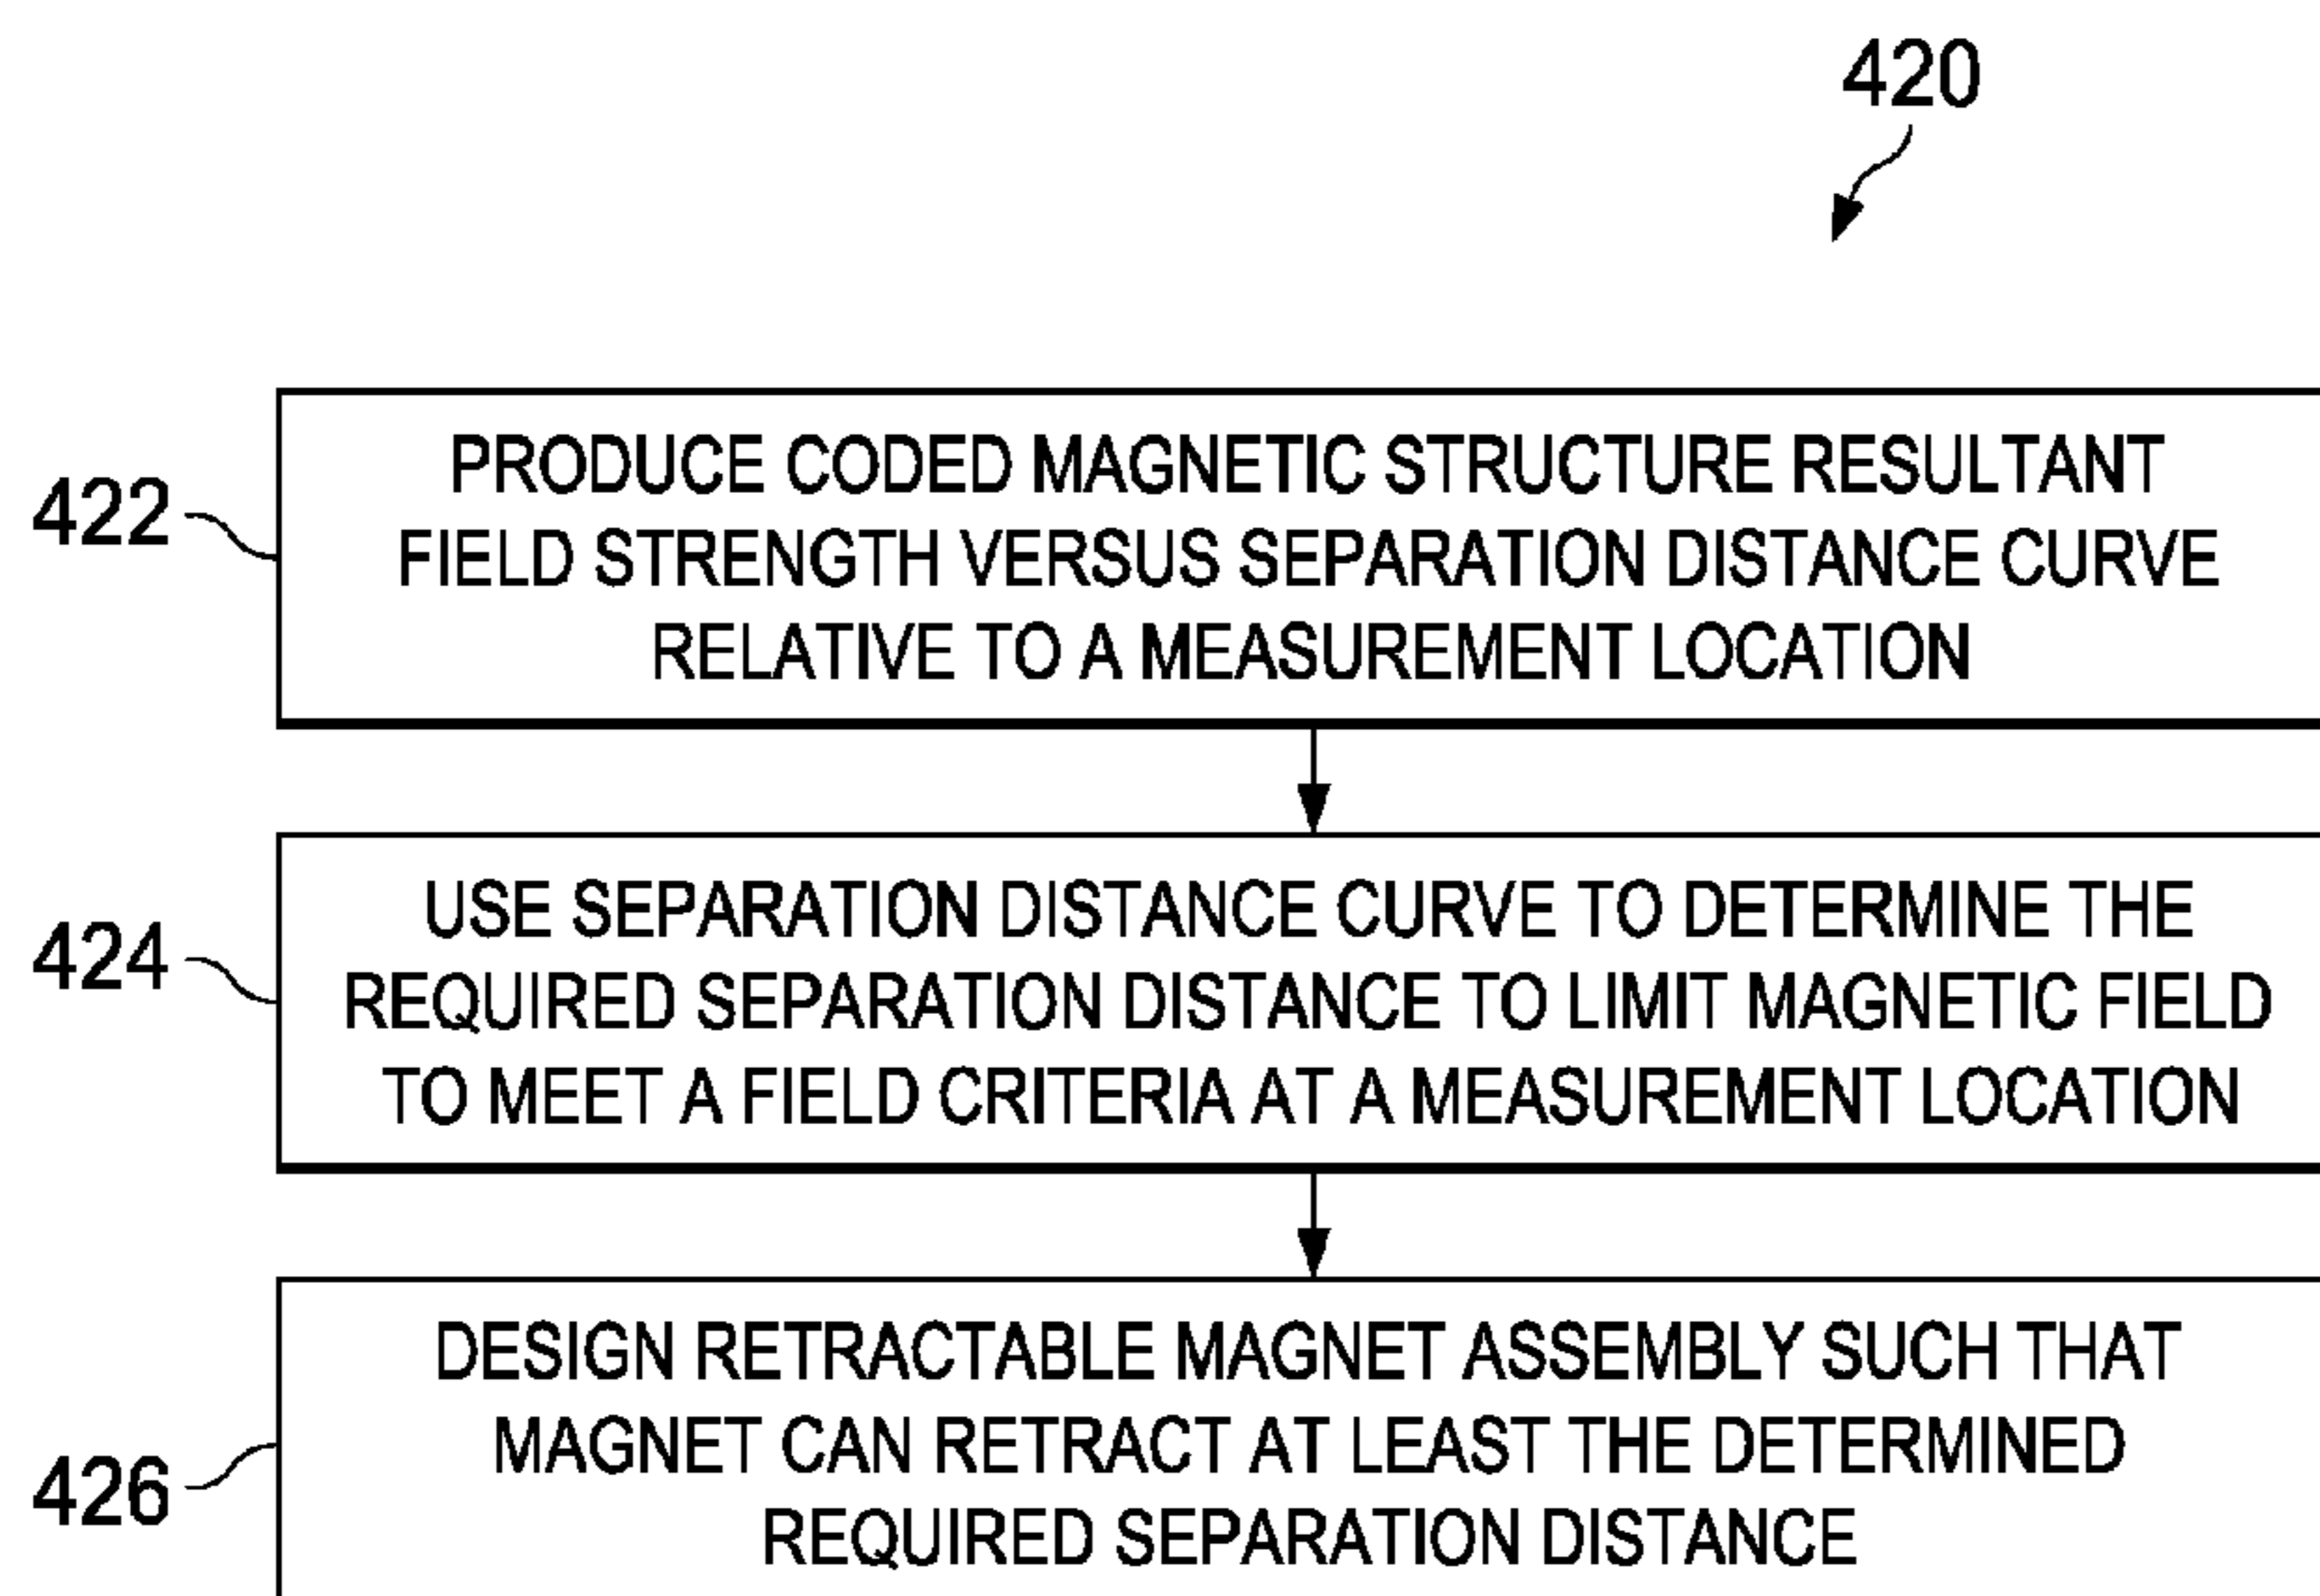 420
422
PRODUCE CODED MAGNETIC STRUCTURE RESULTANT
FIELD STRENGTH VERSUS SEPARATION DISTANCE CURVE
RELATIVE TO A MEASUREMENT LOCATION
424
USE SEPARATION DISTANCE CURVE TO DETERMINE THE
REQUIRED SEPARATION DISTANCE TO LIMIT MAGNETIC FIELD
TO MEET A FIELD CRITERIA AT A MEASUREMENT LOCATION
426
DESIGN RETRACTABLE MAGNET ASSEMBLY SUCH THAT
MAGNET CAN RETRACT AT LEAST THE DETERMINED
REQUIRED SEPARATION DISTANCE